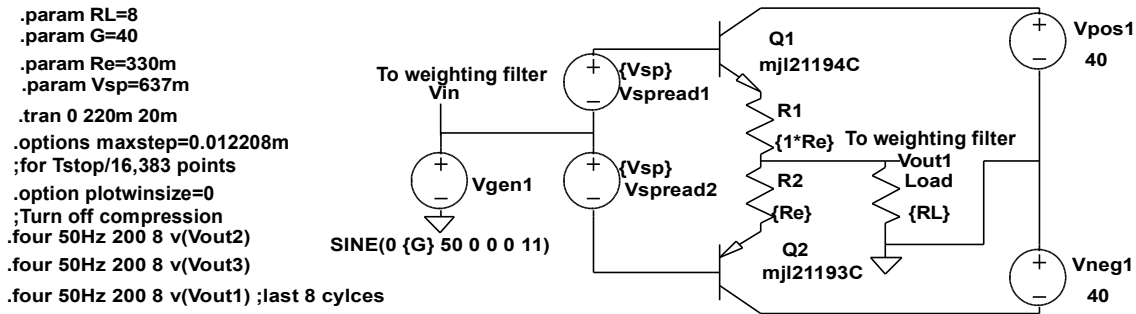 .param RL=8
.param G=40
.param Re=330m
.param Vsp=637m
.tran 0 220m 20m
.options maxstep=0.012208m
;for Tstop/16,383 points
.option plotwinsize=0
;Turn off compression
.four 50Hz 200 8 v(Vout2)
.four 50Hz 200 8 v(Vout3)
.four 50Hz 200 8 v(Vout1) ;last 8 cylces
To weighting filter
Vin
Vgen1
SINE(0 {G} 50 0 0 0 11)
{Vsp}
Vspread1
{Vsp}
Vspread2
Q1
mjl21194C
R1
{1*Re}
R2
{Re}
Q2
mjl21193C
To weighting filter
Vout1
Load
{RL}
Vpos1
40
Vneg1
40